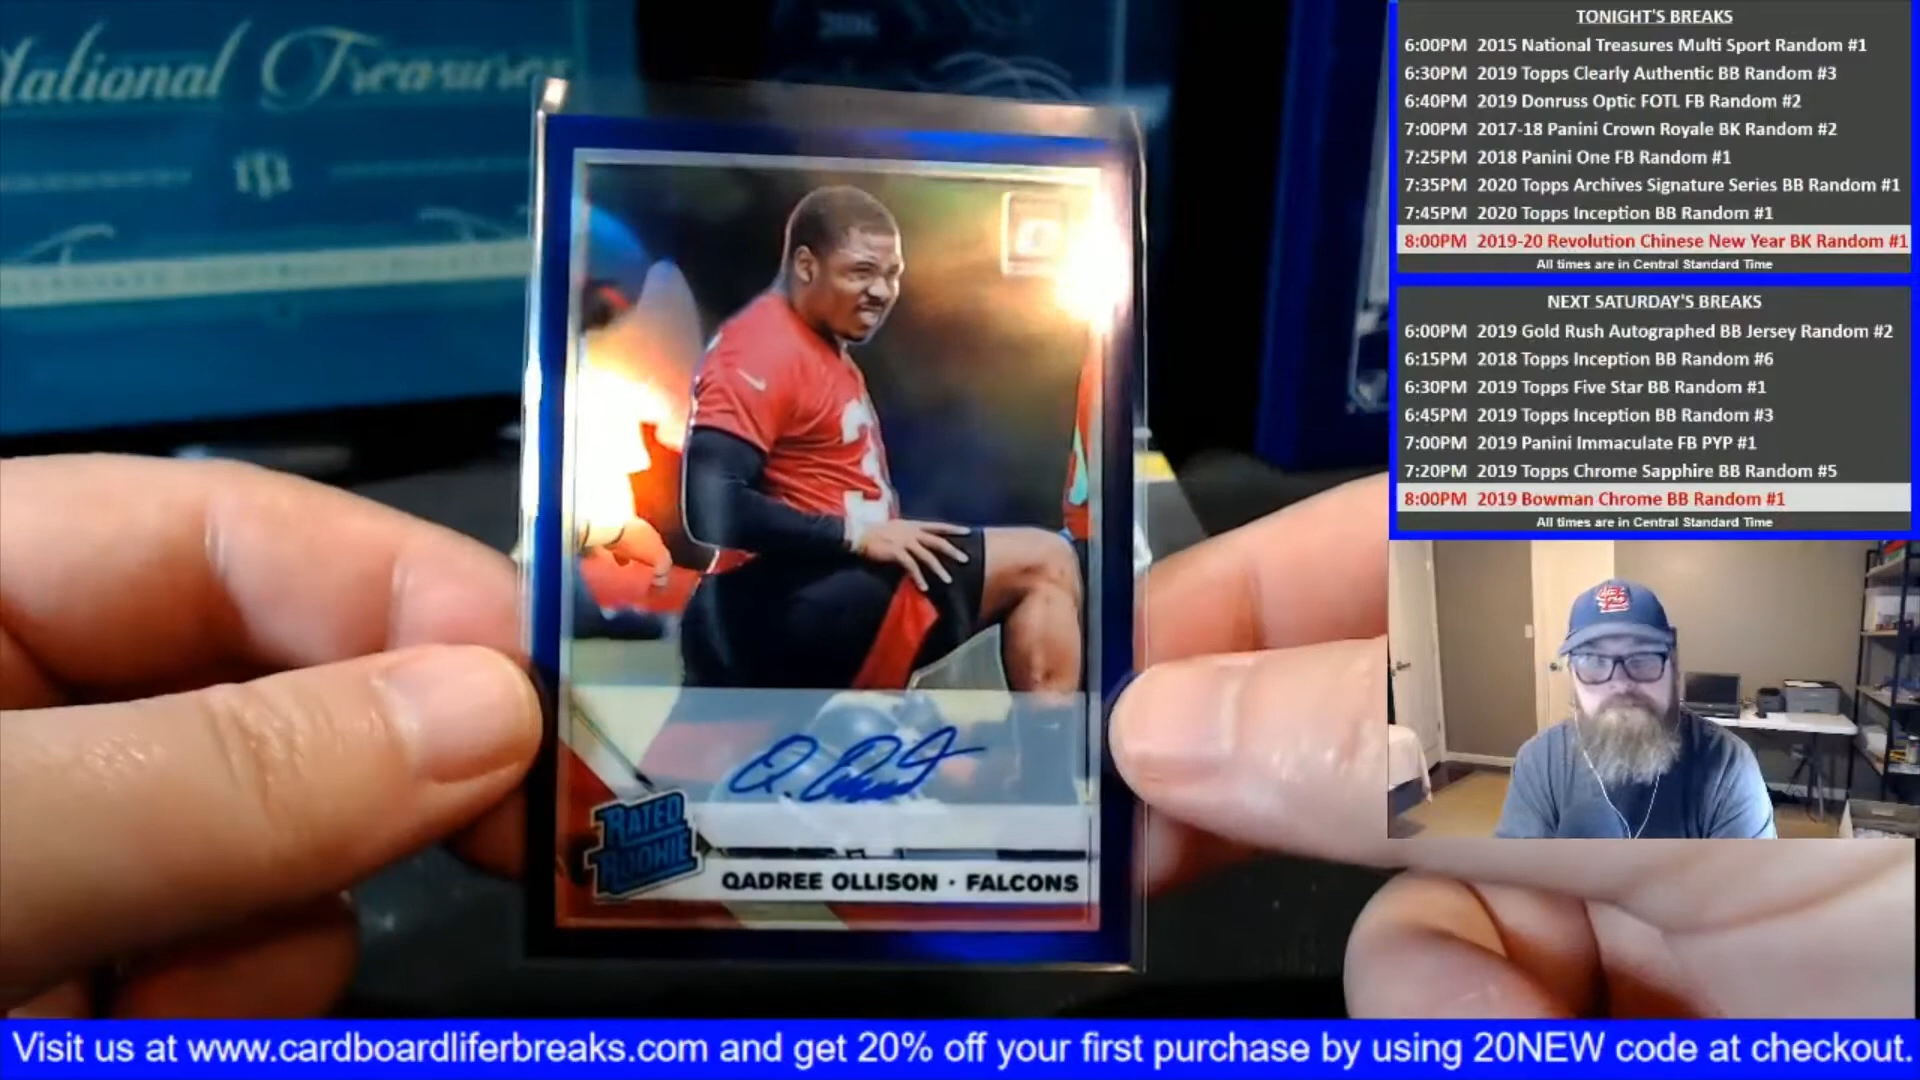 National Treasures
TONIGHT'S BREAKS
6:00PM 2015 National Treasures Multi Sport Random #1
6:30PM 2019 Topps Clearly Authentic BB Random #3
6:40PM 2019 Donruss Optic FOTL FB Random #2
7:00PM 2017-18 Panini Crown Royale BK Random #2
7:25PM 2018 Panini One FB Random #1
7:35PM 2020 Topps Archives Signature Series BB Random #1
7:45PM 2020 Topps Inception BB Random #1
8:00PM 2019-20 Revolution Chinese New Year BK Random #1
All times are in Central Standard Time
NEXT SATURDAY'S BREAKS
6:00PM 2019 Gold Rush Autographed BB Jersey Random #2
6:15PM 2018 Topps Inception BB Random #6
6:30PM 2019 Topps Five Star BB Random #1
6:45PM 2019 Topps Inception BB Random #3
7:00PM 2019 Panini Immaculate FB PYP #1
7:20PM 2019 Topps Chrome Sapphire BB Random #5
8:00PM 2019 Bowman Chrome BB Random #1
All times are in Central Standard Time
RATED
ROOKIE
QADREE OLLISON · FALCONS
Visit us at www.cardboardliferbreaks.com and get 20% off your first purchase by using 20NEW code at checkout.